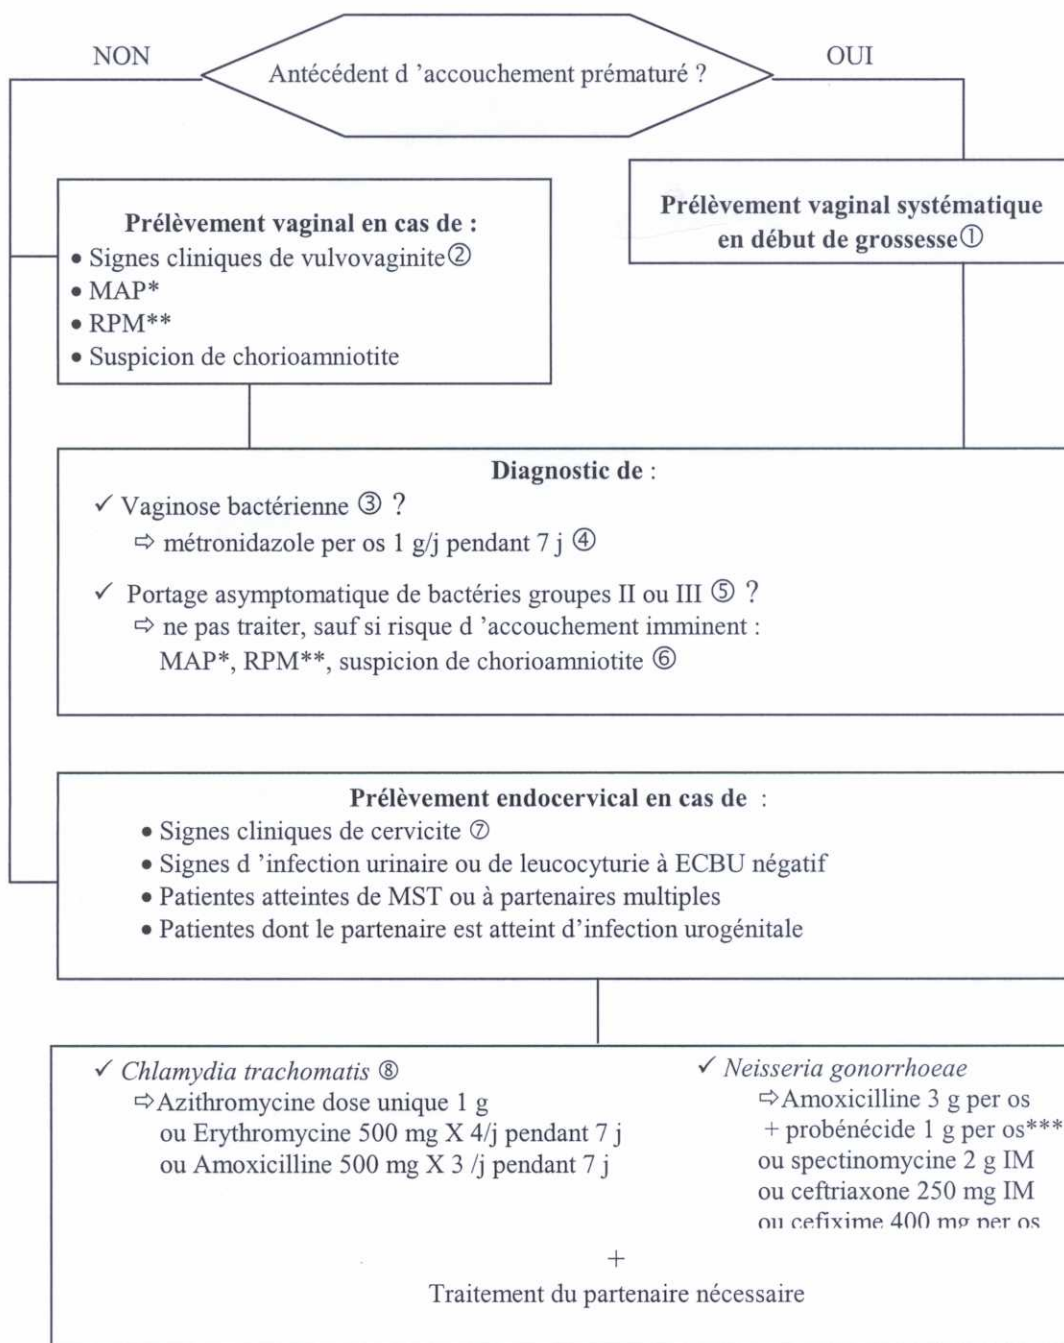 NON
Antécédent d 'accouchement prématuré ?
OUI
Prélèvement vaginal en cas de :
• Signes cliniques de vulvovaginite②
• MAP*
• RPM**
• Suspicion de chorioamniotite
Prélèvement vaginal systématique
en début de grossesse①
Diagnostic de :
✓ Vaginose bactérienne ③ ?
⇨ métronidazole per os 1 g/j pendant 7 j ④
✓ Portage asymptomatique de bactéries groupes II ou III ⑤ ?
⇨ ne pas traiter, sauf si risque d 'accouchement imminent :
MAP*, RPM**, suspicion de chorioamniotite ⑥
Prélèvement endocervical en cas de :
• Signes cliniques de cervicite ⑦
• Signes d 'infection urinaire ou de leucocyturie à ECBU négatif
• Patientes atteintes de MST ou à partenaires multiples
• Patientes dont le partenaire est atteint d'infection urogénitale
✓ Chlamydia trachomatis ⑧
⇨Azithromycine dose unique 1 g
ou Erythromycine 500 mg X 4/j pendant 7 j
ou Amoxicilline 500 mg X 3 /j pendant 7 j
✓ Neisseria gonorrhoeae
⇨Amoxicilline 3 g per os
+ probénécide 1 g per os***
ou spectinomycine 2 g IM
ou ceftriaxone 250 mg IM
ou cefixime 400 mg per os
+
Traitement du partenaire nécessaire